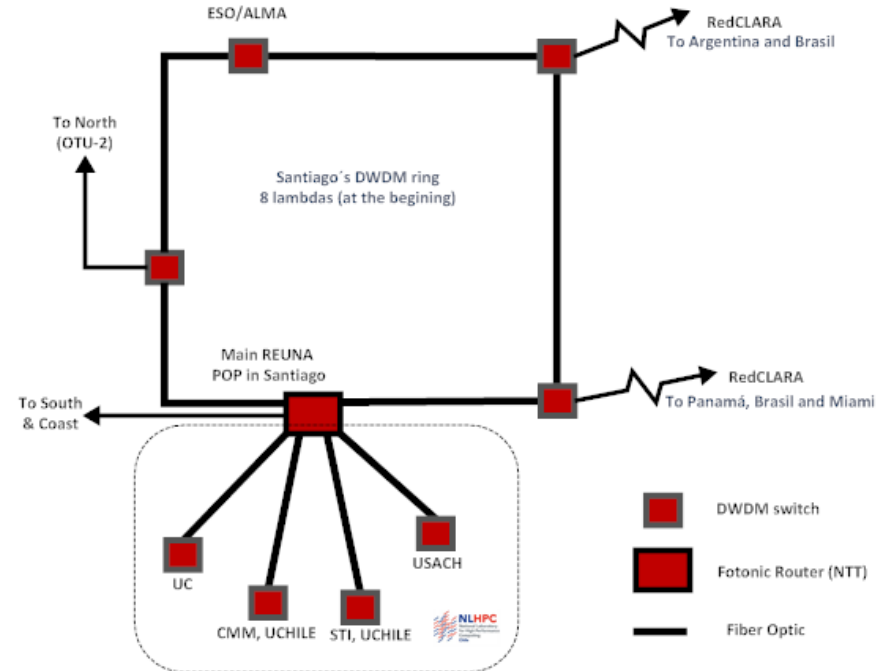 ESO/ALMA
RedCLARA
To Argentina and Brasil
To North
(OTU-2)
Santiago´s DWDM ring
8 lambdas (at the begining)
Main REUNA
POP in Santiago
RedCLARA
To Panamá, Brasil and Miami
To South
& Coast
DWDM switch
USACH
UC
Fotonic Router (NTT)
CMM, UCHILE
STI, UCHILE
NLHPC
Fiber Optic